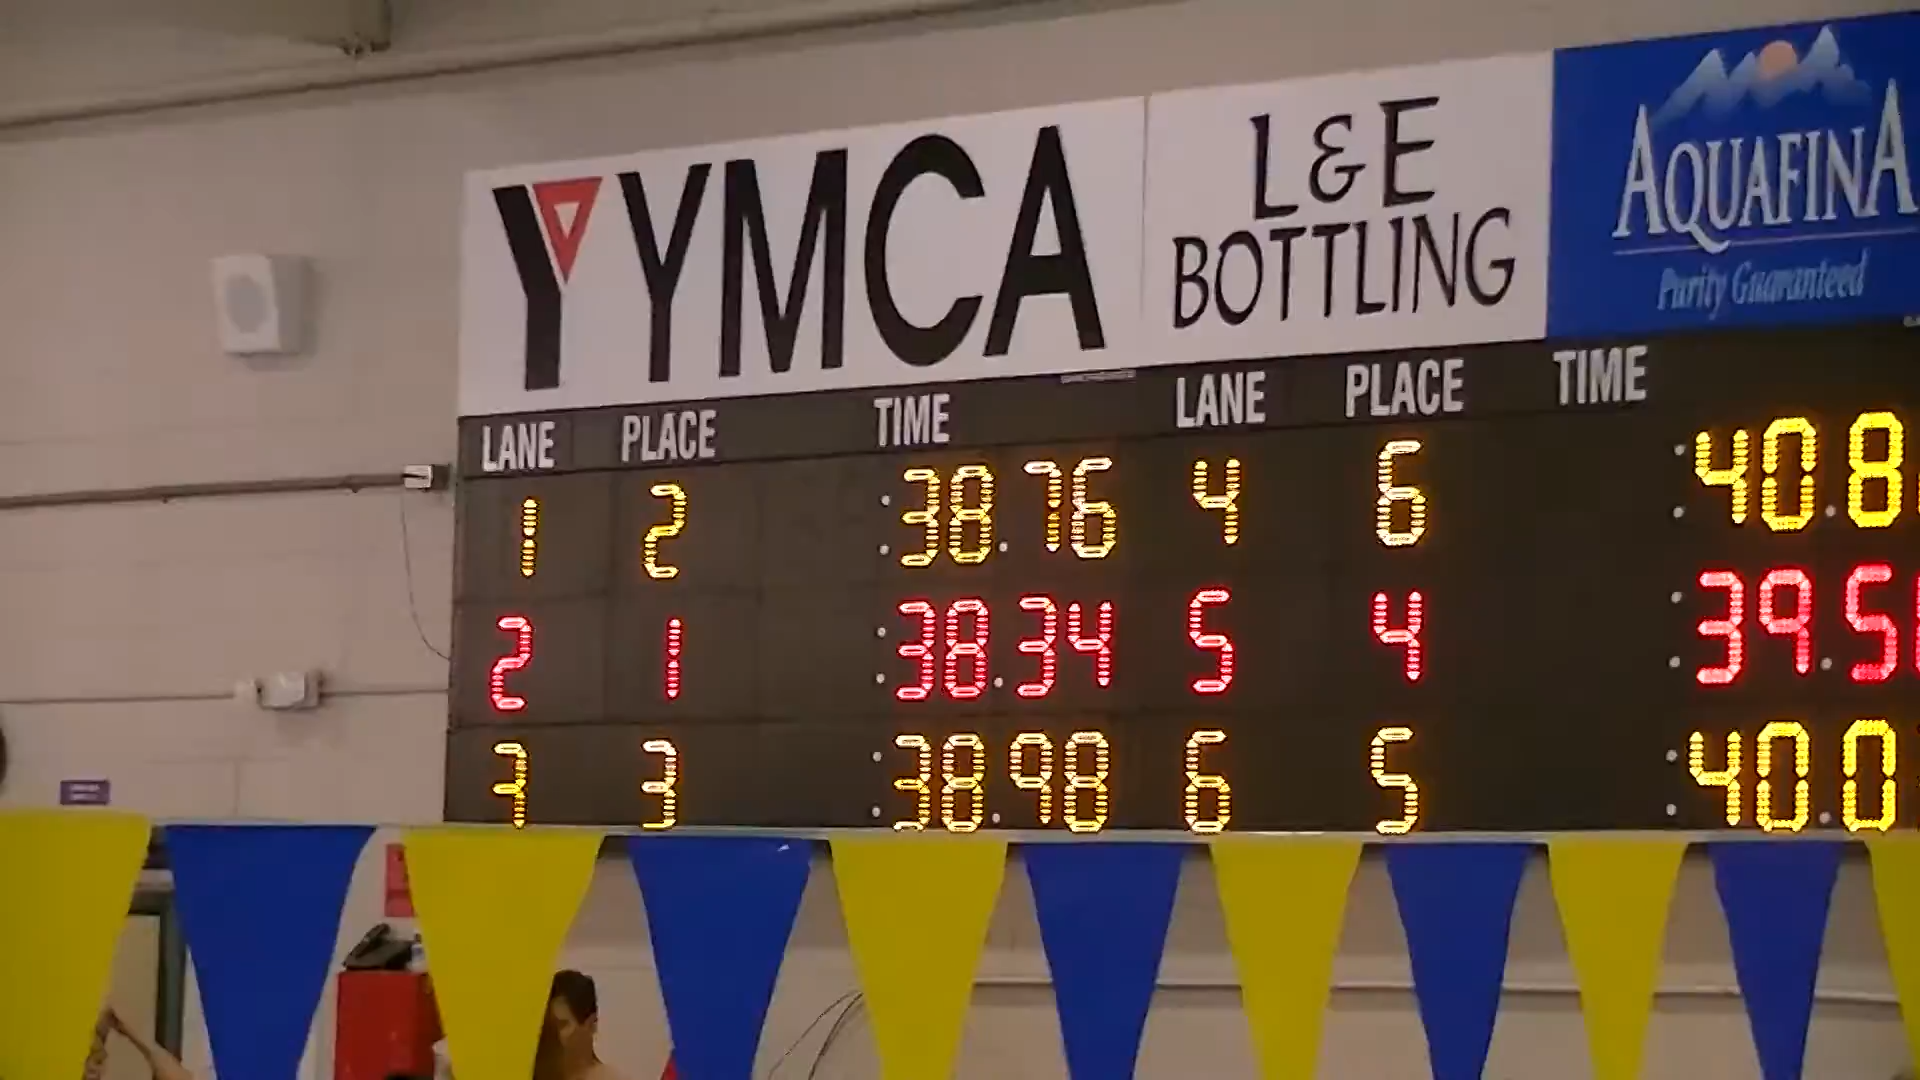 Y YMCA
L&E
BOTTLING
AQUAFINA
Purity Guaranteed
LANE PLACE TIME LANE PLACE TIME
1 2 :38.76 4 6 :40.8
2 1 :38.34 5 4 :39.5
3 3 :38.98 6 5 :40.0